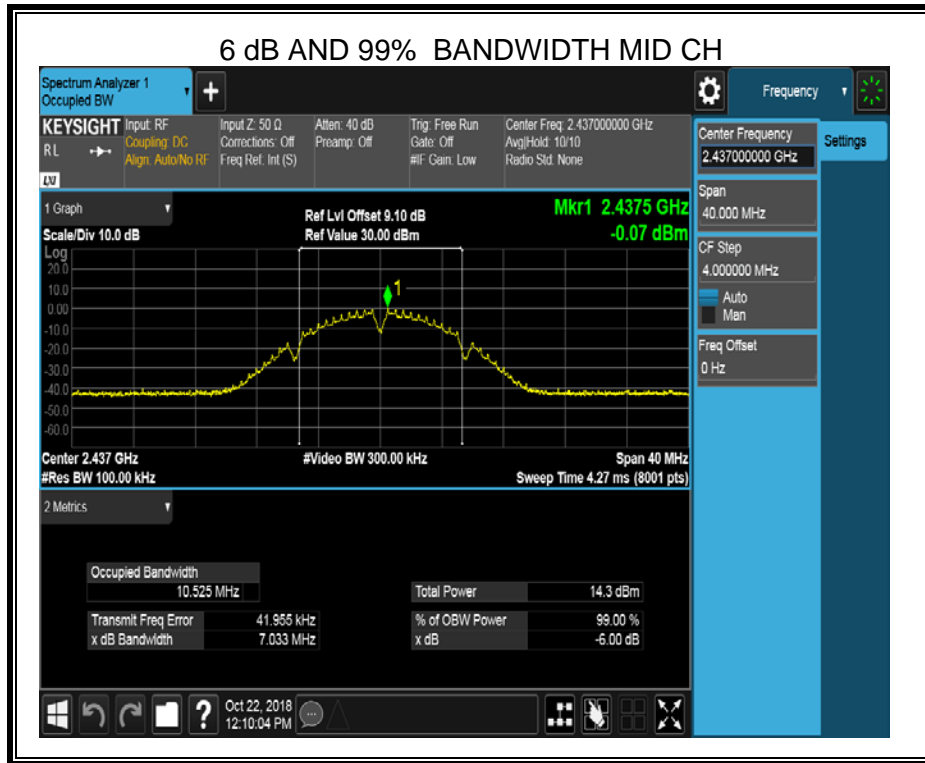 6 dB AND 99% BANDWIDTH MID CH
Spectrum Analyzer 1
Occupied BW
Frequency
KEYSIGHT
RL
LXI
Input: RF
Coupling: DC
Align: Auto/No RF
Input Z: 50 Ω
Corrections: Off
Freq Ref: Int (S)
Atten: 40 dB
Preamp: Off
Trig: Free Run
Gate: Off
#IF Gain: Low
Center Freq: 2.437000000 GHz
Avg|Hold: 10/10
Radio Std: None
Center Frequency
2.437000000 GHz
Settings
Span
40.000 MHz
CF Step
4.000000 MHz
Auto
Man
Freq Offset
0 Hz
1 Graph
Scale/Div 10.0 dB
Ref Lvl Offset 9.10 dB
Ref Value 30.00 dBm
Mkr1 2.4375 GHz
-0.07 dBm
Log
20.0
10.0
0.00
-10.0
-20.0
-30.0
-40.0
-50.0
-60.0
1
Center 2.437 GHz
#Res BW 100.00 kHz
#Video BW 300.00 kHz
Span 40 MHz
Sweep Time 4.27 ms (8001 pts)
2 Metrics
Occupied Bandwidth
10.525 MHz
Total Power 14.3 dBm
Transmit Freq Error 41.955 kHz
% of OBW Power 99.00 %
x dB Bandwidth 7.033 MHz
x dB -6.00 dB
?
Oct 22, 2018
12:10:04 PM